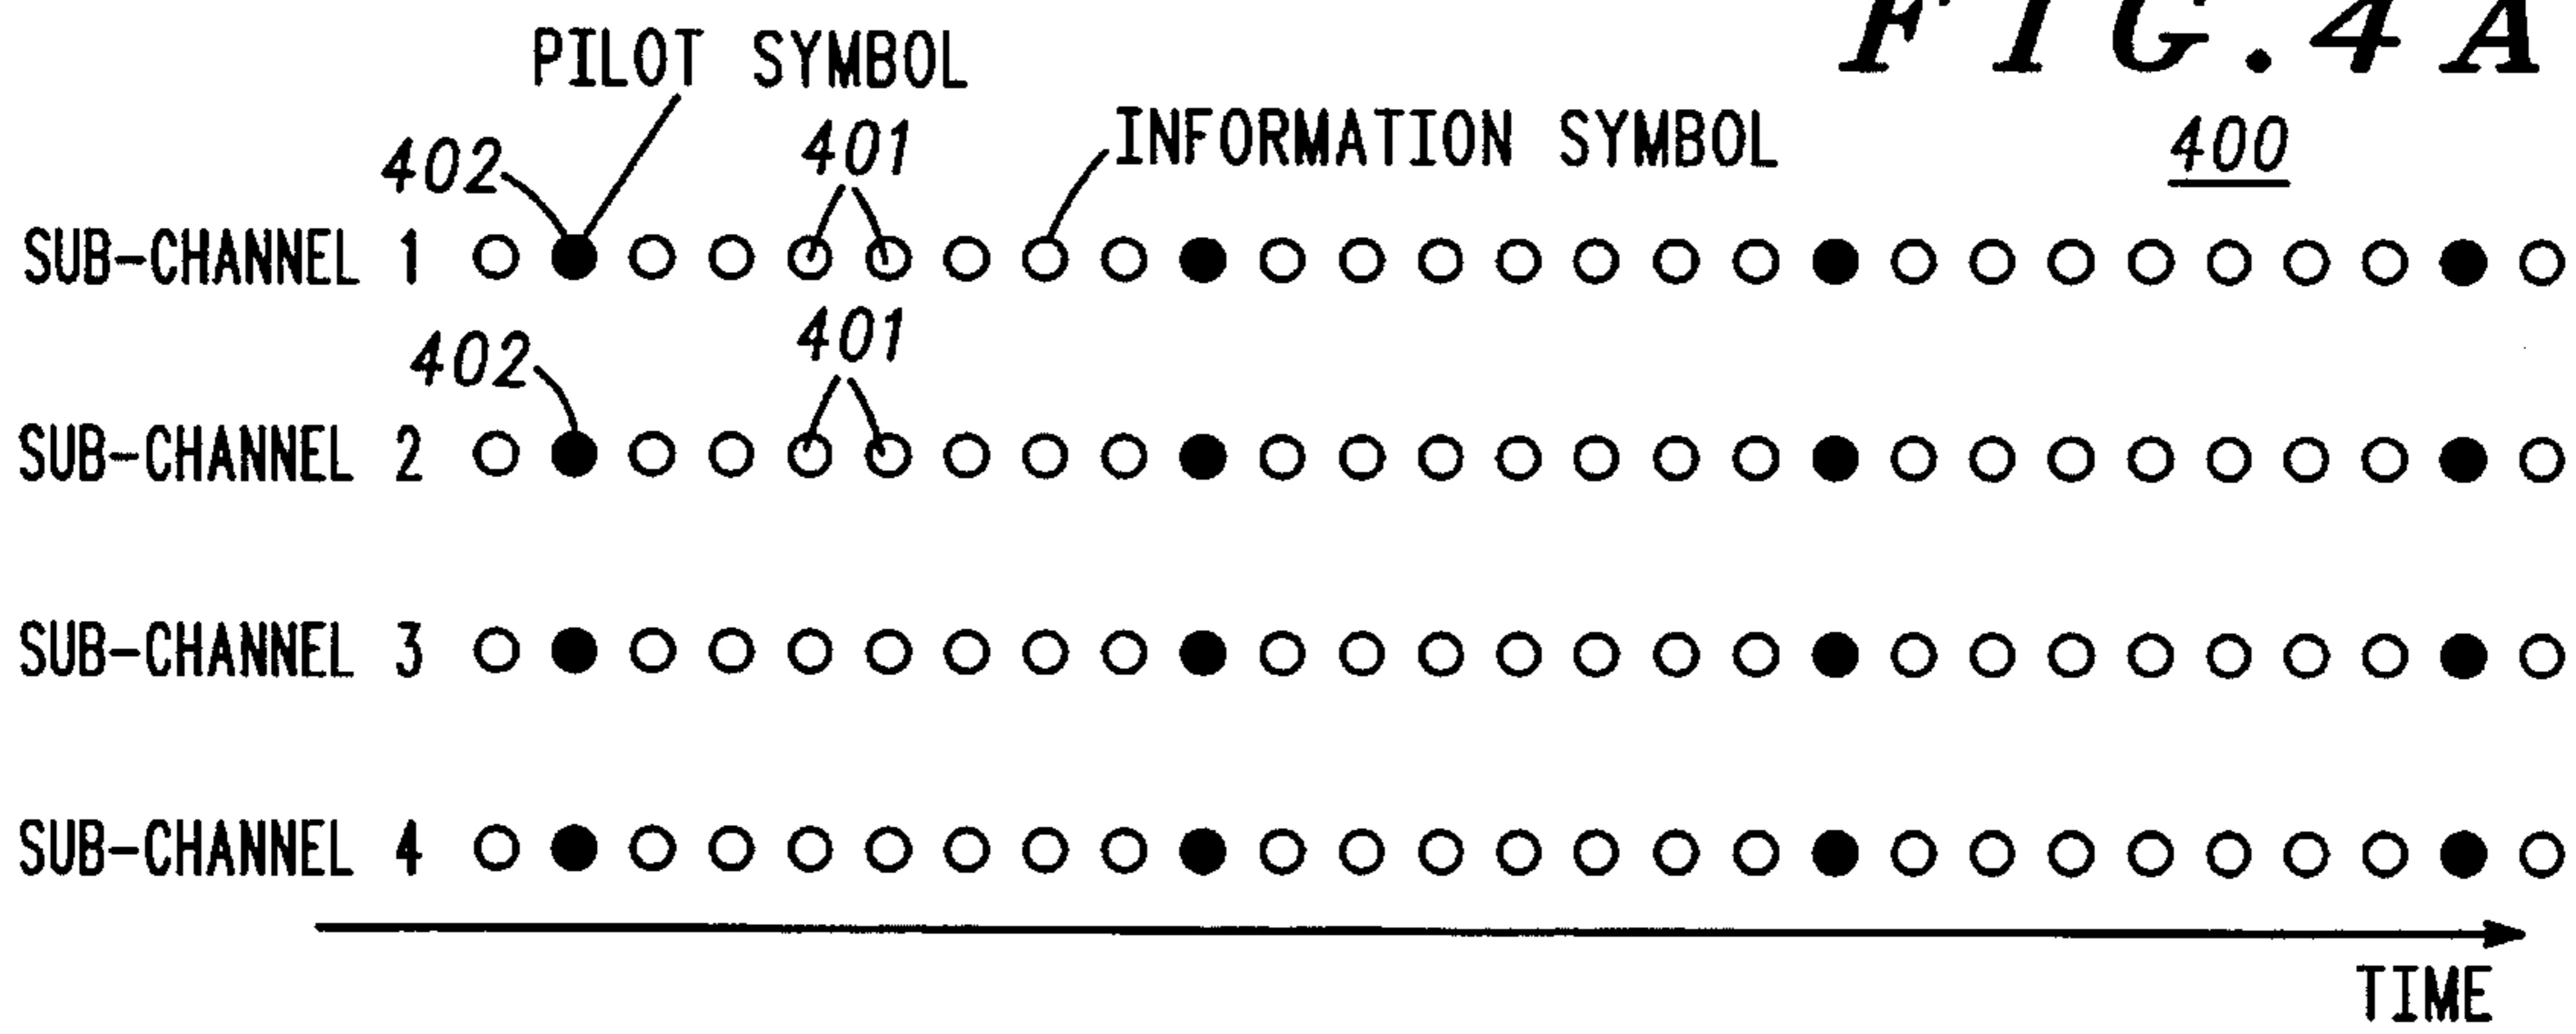 FIG. 4A
PILOT SYMBOL
INFORMATION SYMBOL
400
402
401
SUB-CHANNEL 1
402
401
SUB-CHANNEL 2
SUB-CHANNEL 3
SUB-CHANNEL 4
TIME